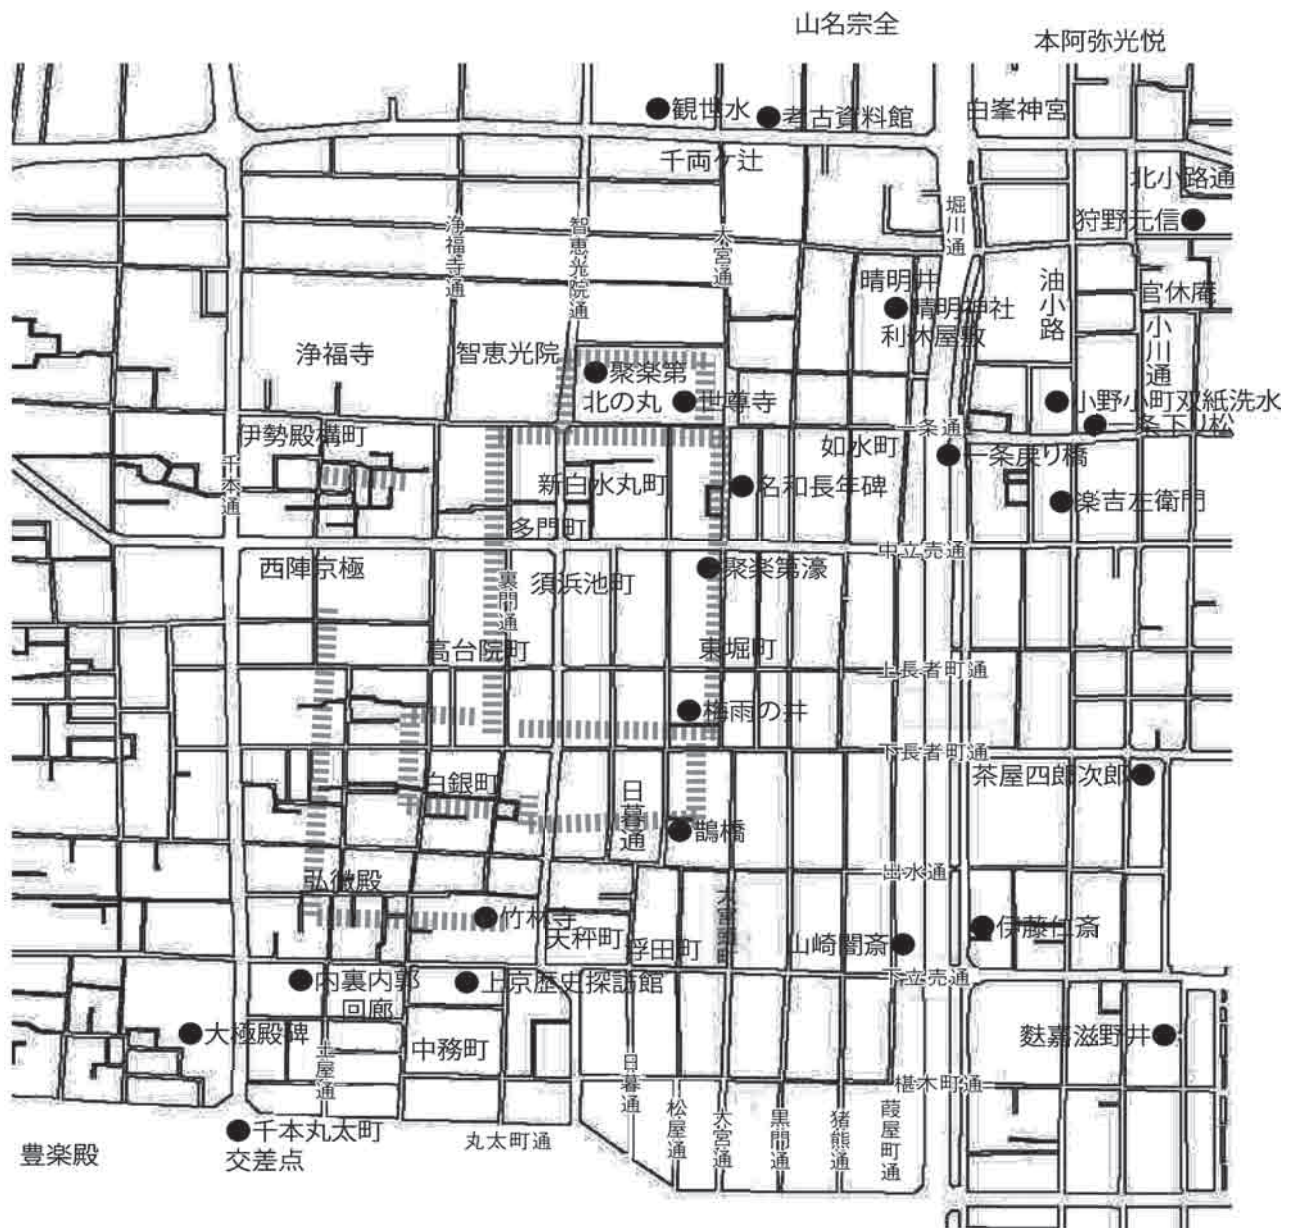 山名宗全
本阿弥光悦
観世水
考古資料館
白峯神宮
千両ケ辻
北小路通
狩野元信
堀川通
浄福寺通
智恵光院通
大宮通
晴明井
晴明神社
利休屋敷
油小路
官休庵
小川通
浄福寺
智恵光院
聚楽第
北の丸
世尊寺
小野小町双紙洗水
一条下り松
一条通
伊勢殿構町
如水町
一条戻り橋
千本通
新白水丸町
名和長年碑
楽吉左衛門
多門町
中立売通
西陣京極
裏門通
須浜池町
聚楽第濠
高台院町
東堀町
上長者町通
梅雨の井
下長者町通
茶屋四郎次郎
白銀町
日暮通
鵲橋
出水通
弘徽殿
竹林寺
天秤町
浮田町
山崎闇斎
伊藤仁斎
下立売通
内裏内郭
回廊
上京歴史探訪館
大極殿碑
中務町
麩嘉滋野井
土屋通
日暮通
椹木町通
松屋通
大宮通
黒門通
猪熊通
葭屋町通
千本丸太町
交差点
丸太町通
豊楽殿